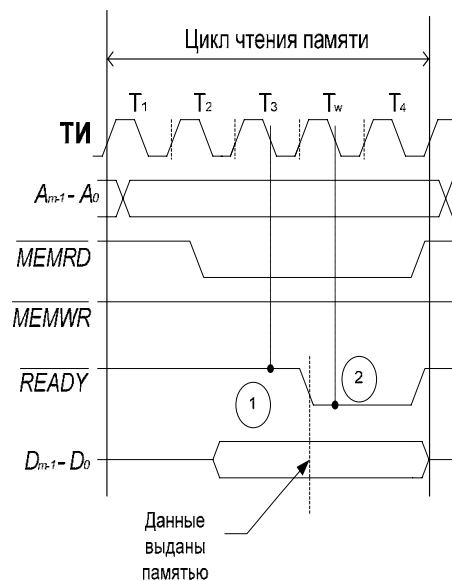 Цикл чтения памяти
T1 T2 T3 Tw T4
ТИ
Am-1 - A0
MEMRD
MEMWR
READY
1
2
Dm-1 - D0
Данные
выданы
памятью